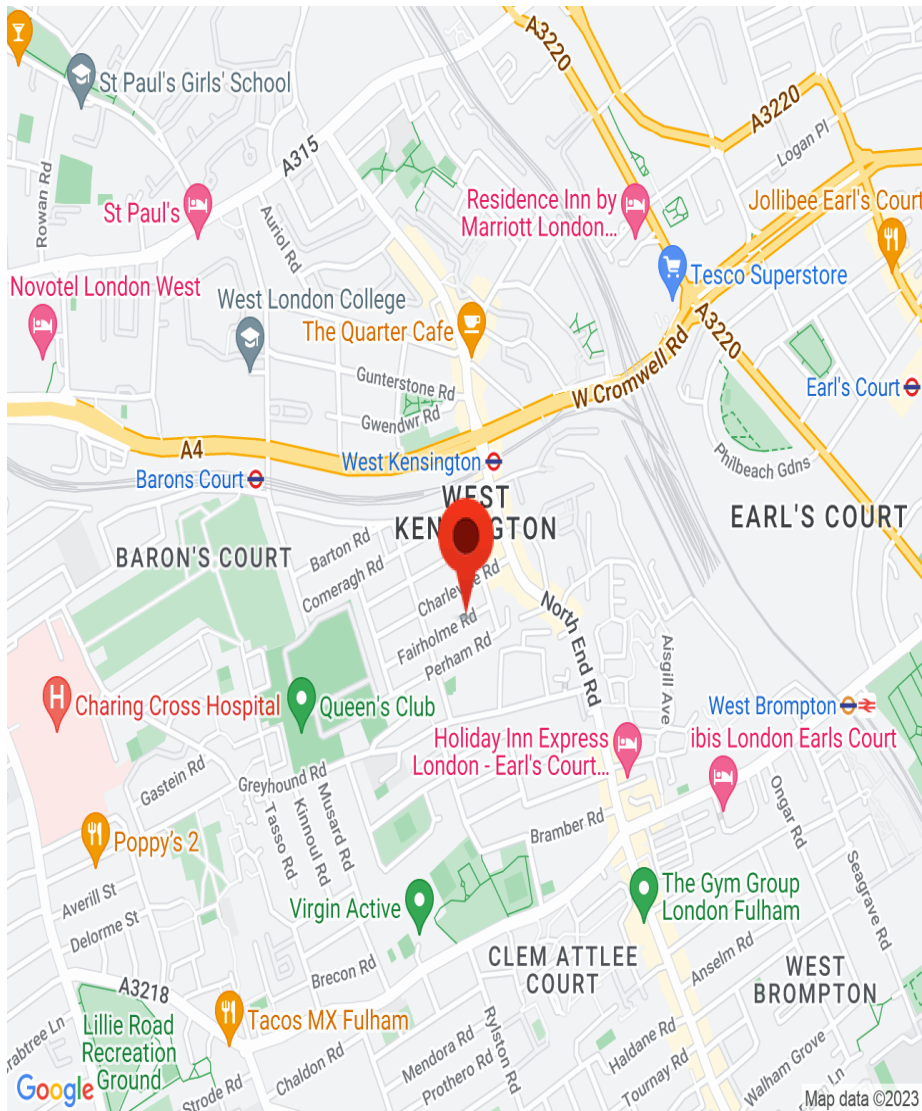 A3220
St Paul's Girls' School
A3220
A315
Logan Pl
Rowan Rd
St Paul's
Auriol Rd
Residence Inn by
Marriott London...
Jollibee Earl's Court
Novotel London West
West London College
Tesco Superstore
The Quarter Cafe
A3220
W Cromwell Rd
Gunterstone Rd
Earl's Court
Gwendwr Rd
A4
West Kensington
Philbeach Gdns
Barons Court
WEST
EARL'S COURT
BARON'S COURT
Barton Rd
Comeragh Rd
North End Rd
Fairholme Rd
Perham Rd
Aisgill Ave
Charing Cross Hospital
Queen's Club
West Brompton
Holiday Inn Express
London - Earl's Court...
ibis London Earls Court
Gastein Rd
Greyhound Rd
Musard Rd
Kinnoul Rd
Tasso Rd
Bramber Rd
Ongar Rd
Poppy's 2
Seagrave Rd
Averill St
Virgin Active
The Gym Group
London Fulham
Delorme St
CLEM ATTLEE
COURT
Anselm Rd
Brecon Rd
WEST
BROMPTON
A3218
Tacos MX Fulham
Lillie Road
Recreation
Ground
Rylston Rd
Haldane Rd
Chaldon Rd
Mendora Rd
Prothero Rd
Tournay Rd
Walham Grove
Strode Rd
Google
Map data ©2023